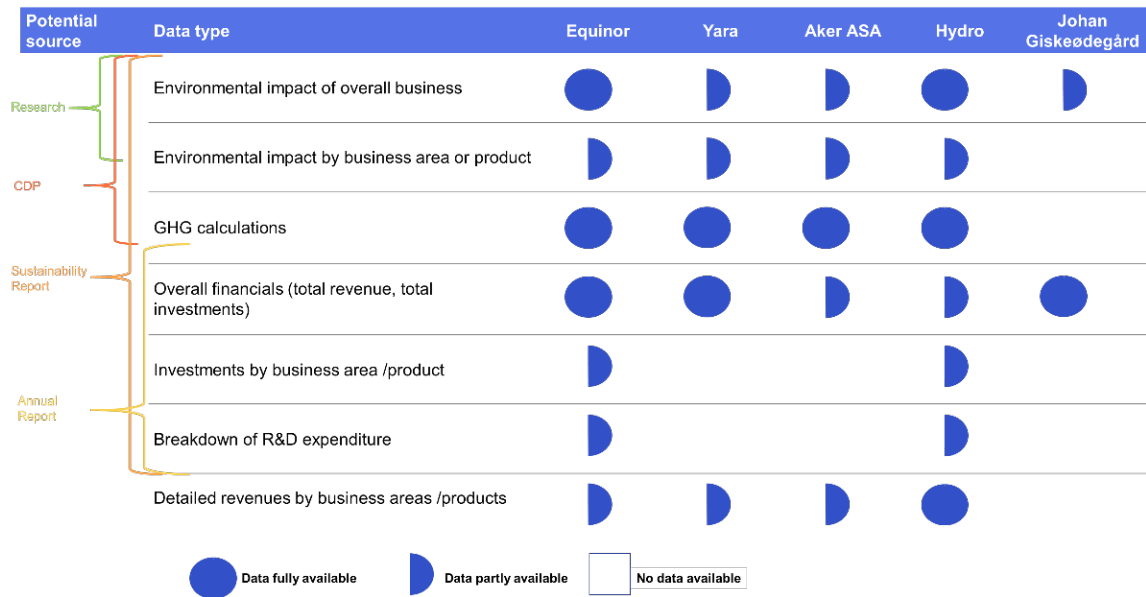 Potential
source
Data type
Equinor
Yara
Aker ASA
Hydro
Johan
Giskeødegård
Research
Environmental impact of overall business
Environmental impact by business area or product
CDP
GHG calculations
Sustainability
Report
Overall financials (total revenue, total
investments)
Investments by business area /product
Annual
Report
Breakdown of R&D expenditure
Detailed revenues by business areas /products
Data fully available
Data partly available
No data available